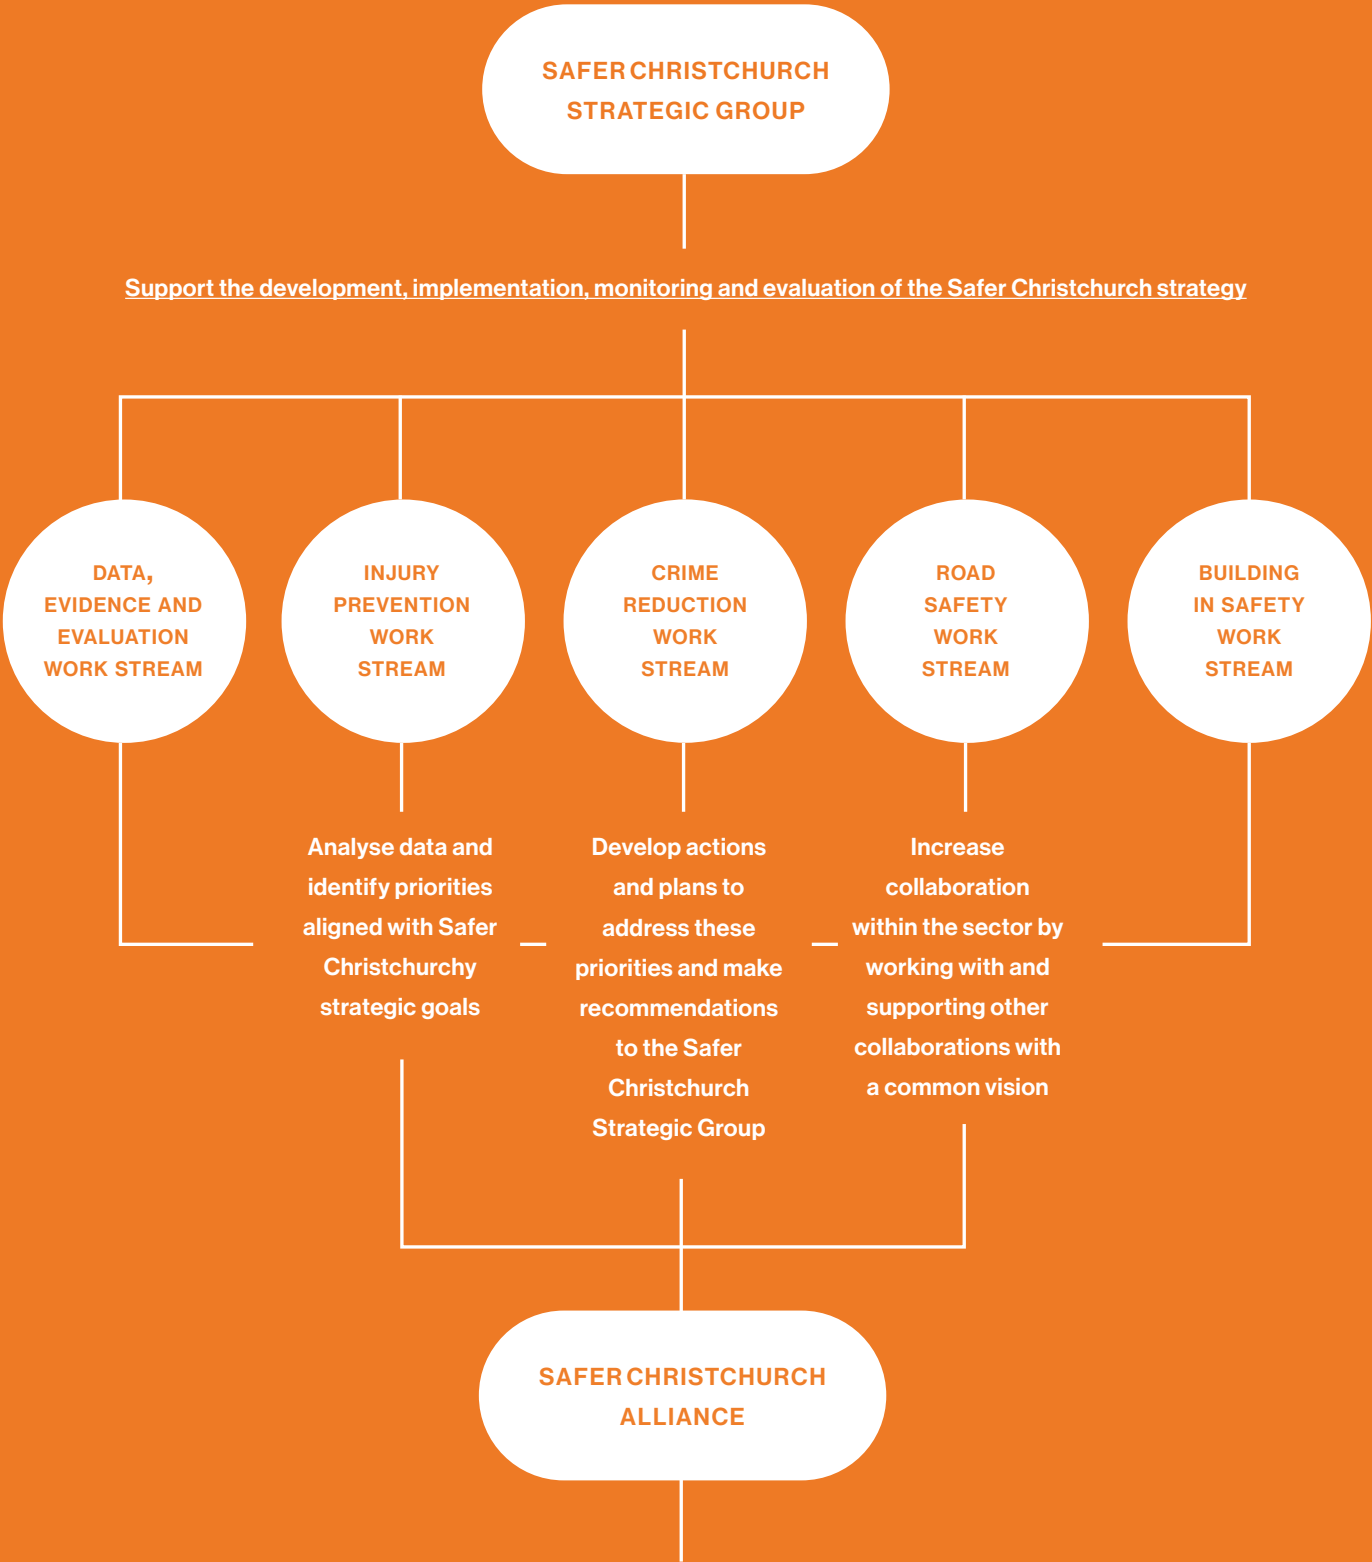 SAFER CHRISTCHURCH
STRATEGIC GROUP
Support the development, implementation, monitoring and evaluation of the Safer Christchurch strategy
DATA,
EVIDENCE AND
EVALUATION
WORK STREAM
INJURY
PREVENTION
WORK
STREAM
CRIME
REDUCTION
WORK
STREAM
ROAD
SAFETY
WORK
STREAM
BUILDING
IN SAFETY
WORK
STREAM
Analyse data and
identify priorities
aligned with Safer
Christchurchy
strategic goals
Develop actions
and plans to
address these
priorities and make
recommendations
to the Safer
Christchurch
Strategic Group
Increase
collaboration
within the sector by
working with and
supporting other
collaborations with
a common vision
SAFER CHRISTCHURCH
ALLIANCE